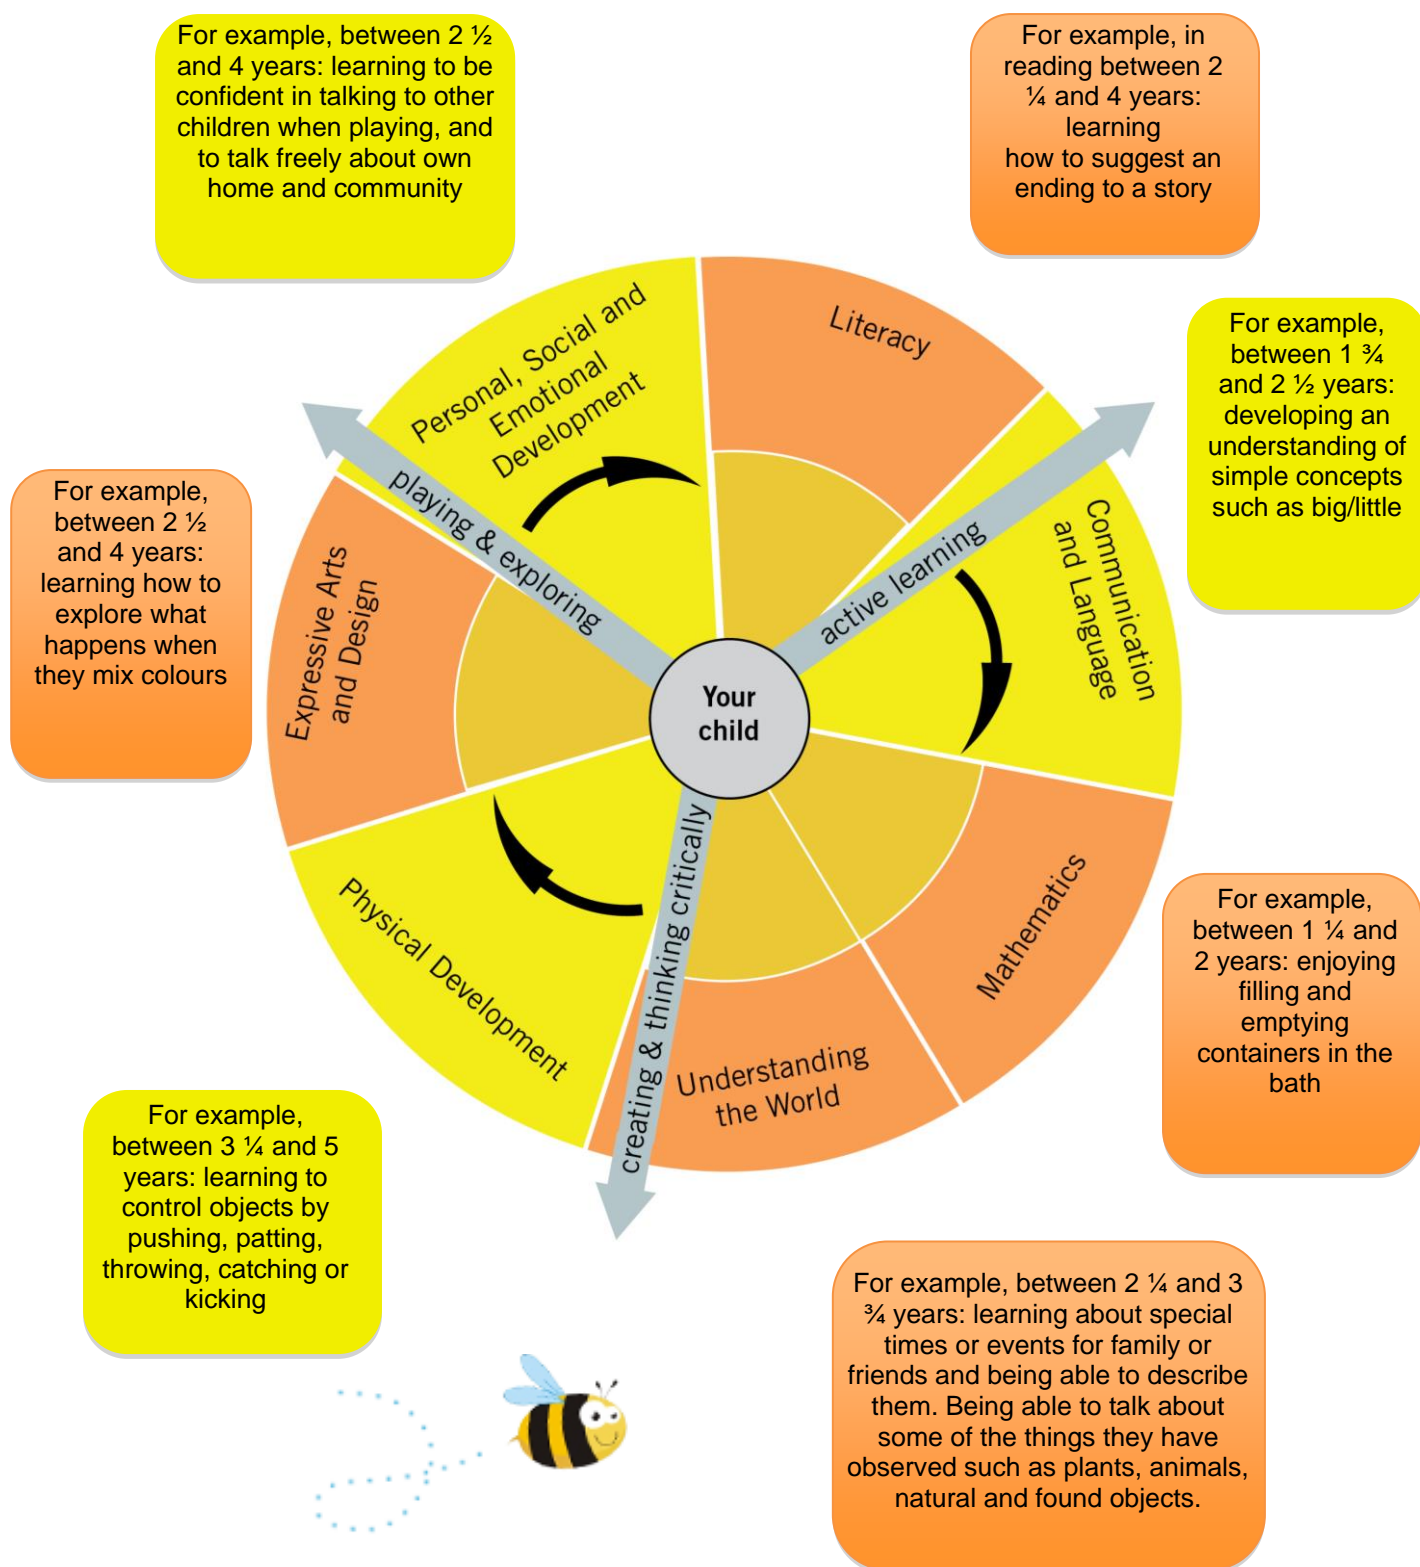 For example, between 2 ½
and 4 years: learning to be
confident in talking to other
children when playing, and
to talk freely about own
home and community
For example, in
reading between 2
¼ and 4 years:
learning
how to suggest an
ending to a story
For example,
between 1 ¾
and 2 ½ years:
developing an
understanding of
simple concepts
such as big/little
For example,
between 2 ½
and 4 years:
learning how to
explore what
happens when
they mix colours
Personal, Social and
Emotional
Development
Literacy
Communication
and Language
playing & exploring
active learning
Expressive Arts
and Design
Your
child
creating & thinking critically
Physical Development
Mathematics
Understanding
the World
For example,
between 1 ¼ and
2 years: enjoying
filling and
emptying
containers in the
bath
For example,
between 3 ¼ and 5
years: learning to
control objects by
pushing, patting,
throwing, catching or
kicking
For example, between 2 ¼ and 3
¾ years: learning about special
times or events for family or
friends and being able to describe
them. Being able to talk about
some of the things they have
observed such as plants, animals,
natural and found objects.